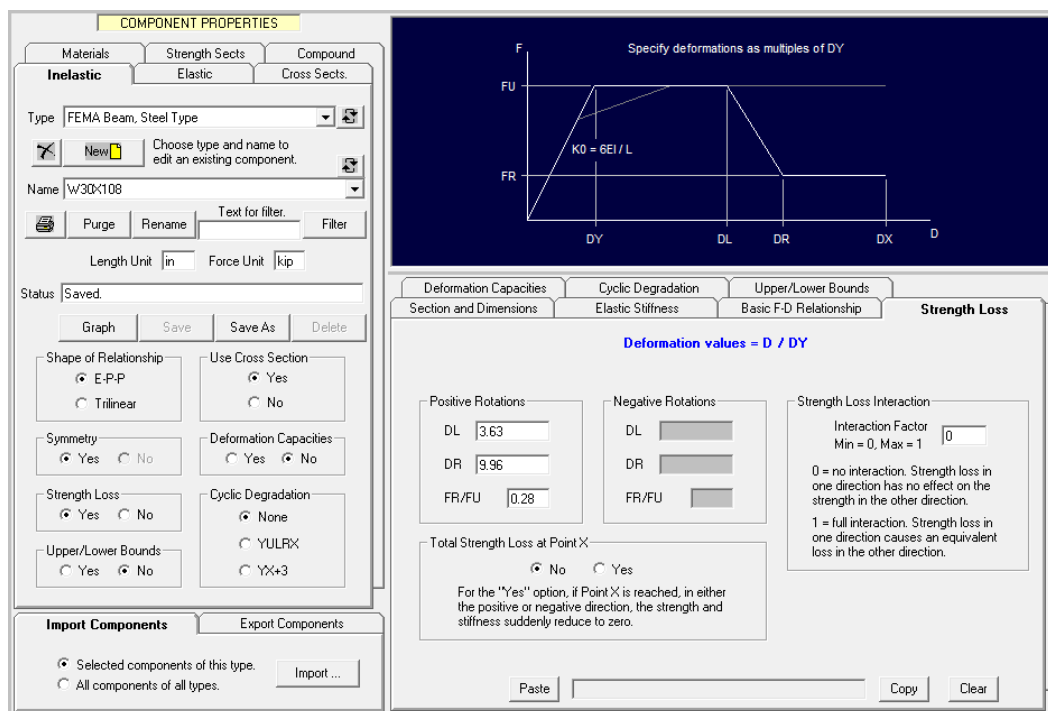 COMPONENT PROPERTIES
Materials Strength Sects Compound
Inelastic Elastic Cross Sects.
Type FEMA Beam, Steel Type
New Choose type and name to
edit an existing component.
Name W30X108
Text for filter.
Purge Rename Filter
Length Unit in Force Unit kip
Status Saved.
Graph Save Save As Delete
Shape of Relationship
E-P-P
Trilinear
Use Cross Section
Yes
No
Symmetry
Yes No
Deformation Capacities
Yes No
Strength Loss
Yes No
Cyclic Degradation
None
YULRX
YX+3
Upper/Lower Bounds
Yes No
Import Components Export Components
Selected components of this type.
All components of all types.
Import ...
F Specify deformations as multiples of DY
FU
K0 = 6EI / L
FR
DY DL DR DX D
Deformation Capacities Cyclic Degradation Upper/Lower Bounds
Section and Dimensions Elastic Stiffness Basic F-D Relationship Strength Loss
Deformation values = D / DY
Positive Rotations
DL 3.63
DR 9.96
FR/FU 0.28
Negative Rotations
DL
DR
FR/FU
Strength Loss Interaction
Interaction Factor
Min = 0, Max = 1 0
0 = no interaction. Strength loss in
one direction has no effect on the
strength in the other direction.
1 = full interaction. Strength loss in
one direction causes an equivalent
loss in the other direction.
Total Strength Loss at Point X
No Yes
For the "Yes" option, if Point X is reached, in either
the positive or negative direction, the strength and
stiffness suddenly reduce to zero.
Paste Copy Clear